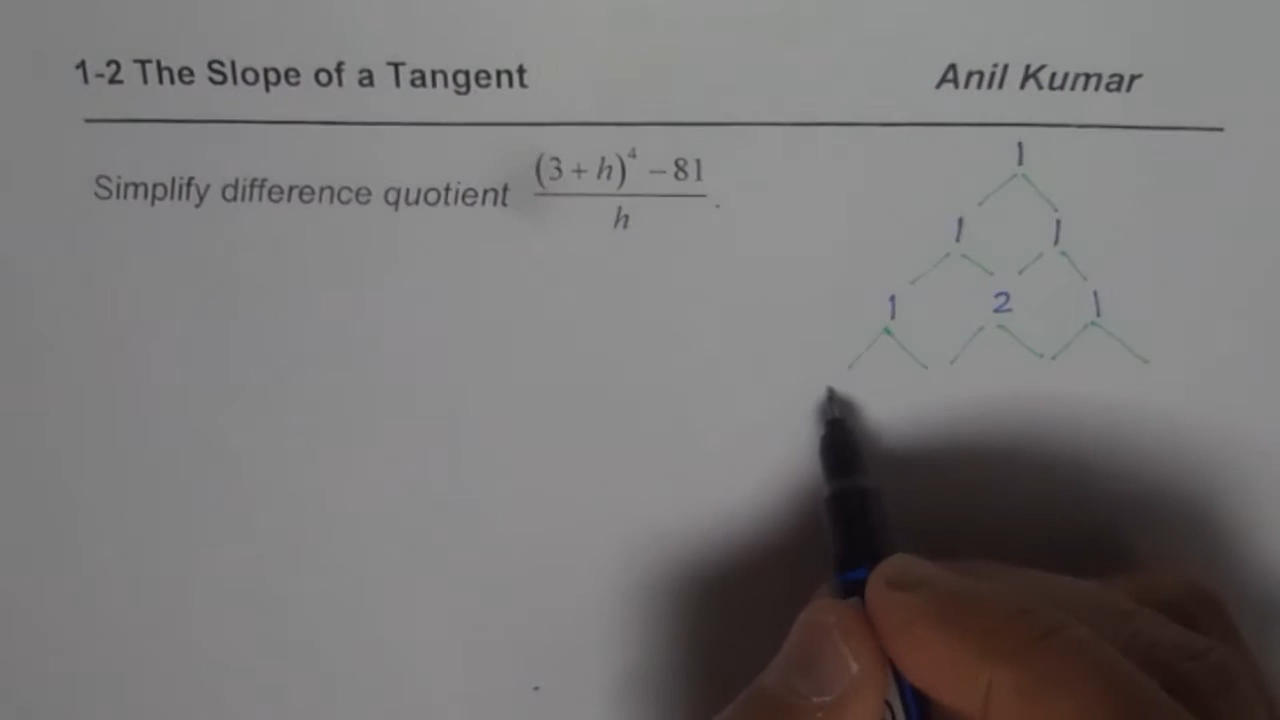 1-2 The Slope of a Tangent Anil Kumar
Simplify difference quotient (3 + h)⁴ – 81 / h .
1
1 1
1 2 1